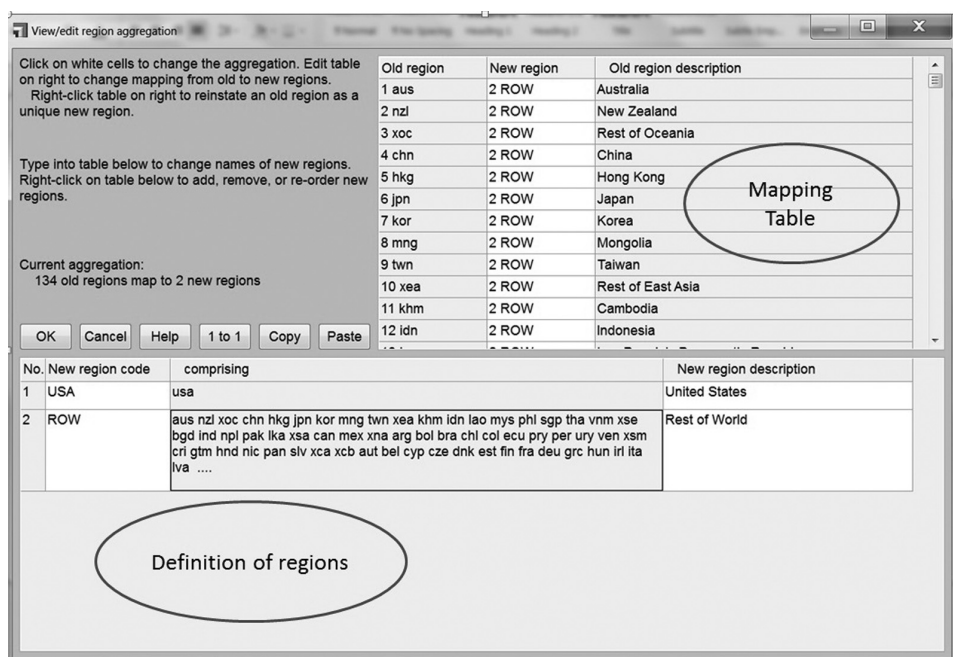 View/edit region aggregation
Click on white cells to change the aggregation. Edit table
on right to change mapping from old to new regions.
Right-click table on right to reinstate an old region as a
unique new region.
Type into table below to change names of new regions.
Right-click on table below to add, remove, or re-order new
regions.
Current aggregation:
134 old regions map to 2 new regions
OK Cancel Help 1 to 1 Copy Paste
Old region New region Old region description
1 aus 2 ROW Australia
2 nzl 2 ROW New Zealand
3 xoc 2 ROW Rest of Oceania
4 chn 2 ROW China
5 hkg 2 ROW Hong Kong
6 jpn 2 ROW Japan
7 kor 2 ROW Korea
8 mng 2 ROW Mongolia
9 twn 2 ROW Taiwan
10 xea 2 ROW Rest of East Asia
11 khm 2 ROW Cambodia
12 idn 2 ROW Indonesia
Mapping
Table
No. New region code comprising New region description
1 USA usa United States
2 ROW aus nzl xoc chn hkg jpn kor mng twn xea khm idn lao mys phl sgp tha vnm xse Rest of World
bgd ind npl pak lka xsa can mex xna arg bol bra chl col ecu pry per ury ven xsm
cri gtm hnd nic pan slv xca xcb aut bel cyp cze dnk est fin fra deu grc hun irl ita
lva ....
Definition of regions